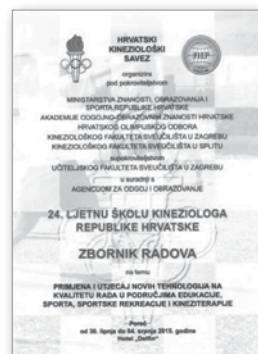 HRVATSKI
KINEZIOLOŠKI
SAVEZ
FIEP
organizira
pod pokroviteljstvom
MINISTARSTVA ZNANOSTI, OBRAZOVANJA I
SPORTA REPUBLIKE HRVATSKE
AKADEMIJE ODGOJNO-OBRAZOVNIH ZNANOSTI HRVATSKE
HRVATSKOG OLIMPIJSKOG ODBORA
KINEZIOLOŠKOG FAKULTETA SVEUČILIŠTA U ZAGREBU
KINEZIOLOŠKOG FAKULTETA SVEUČILIŠTA U SPLITU
supokroviteljstvom
UČITELJSKOG FAKULTETA SVEUČILIŠTA U ZAGREBU
u suradnji s
AGENCIJOM ZA ODGOJ I OBRAZOVANJE
24. LJETNU ŠKOLU KINEZIOLOGA
REPUBLIKE HRVATSKE
ZBORNIK RADOVA
na temu
PRIMJENA I UTJECAJ NOVIH TEHNOLOGIJA NA
KVALITETU RADA U PODRUČJIMA EDUKACIJE,
SPORTA, SPORTSKE REKREACIJE I KINEZITERAPIJE
Poreč
od 30. lipnja do 04. srpnja 2015. godine
Hotel „Delfin“